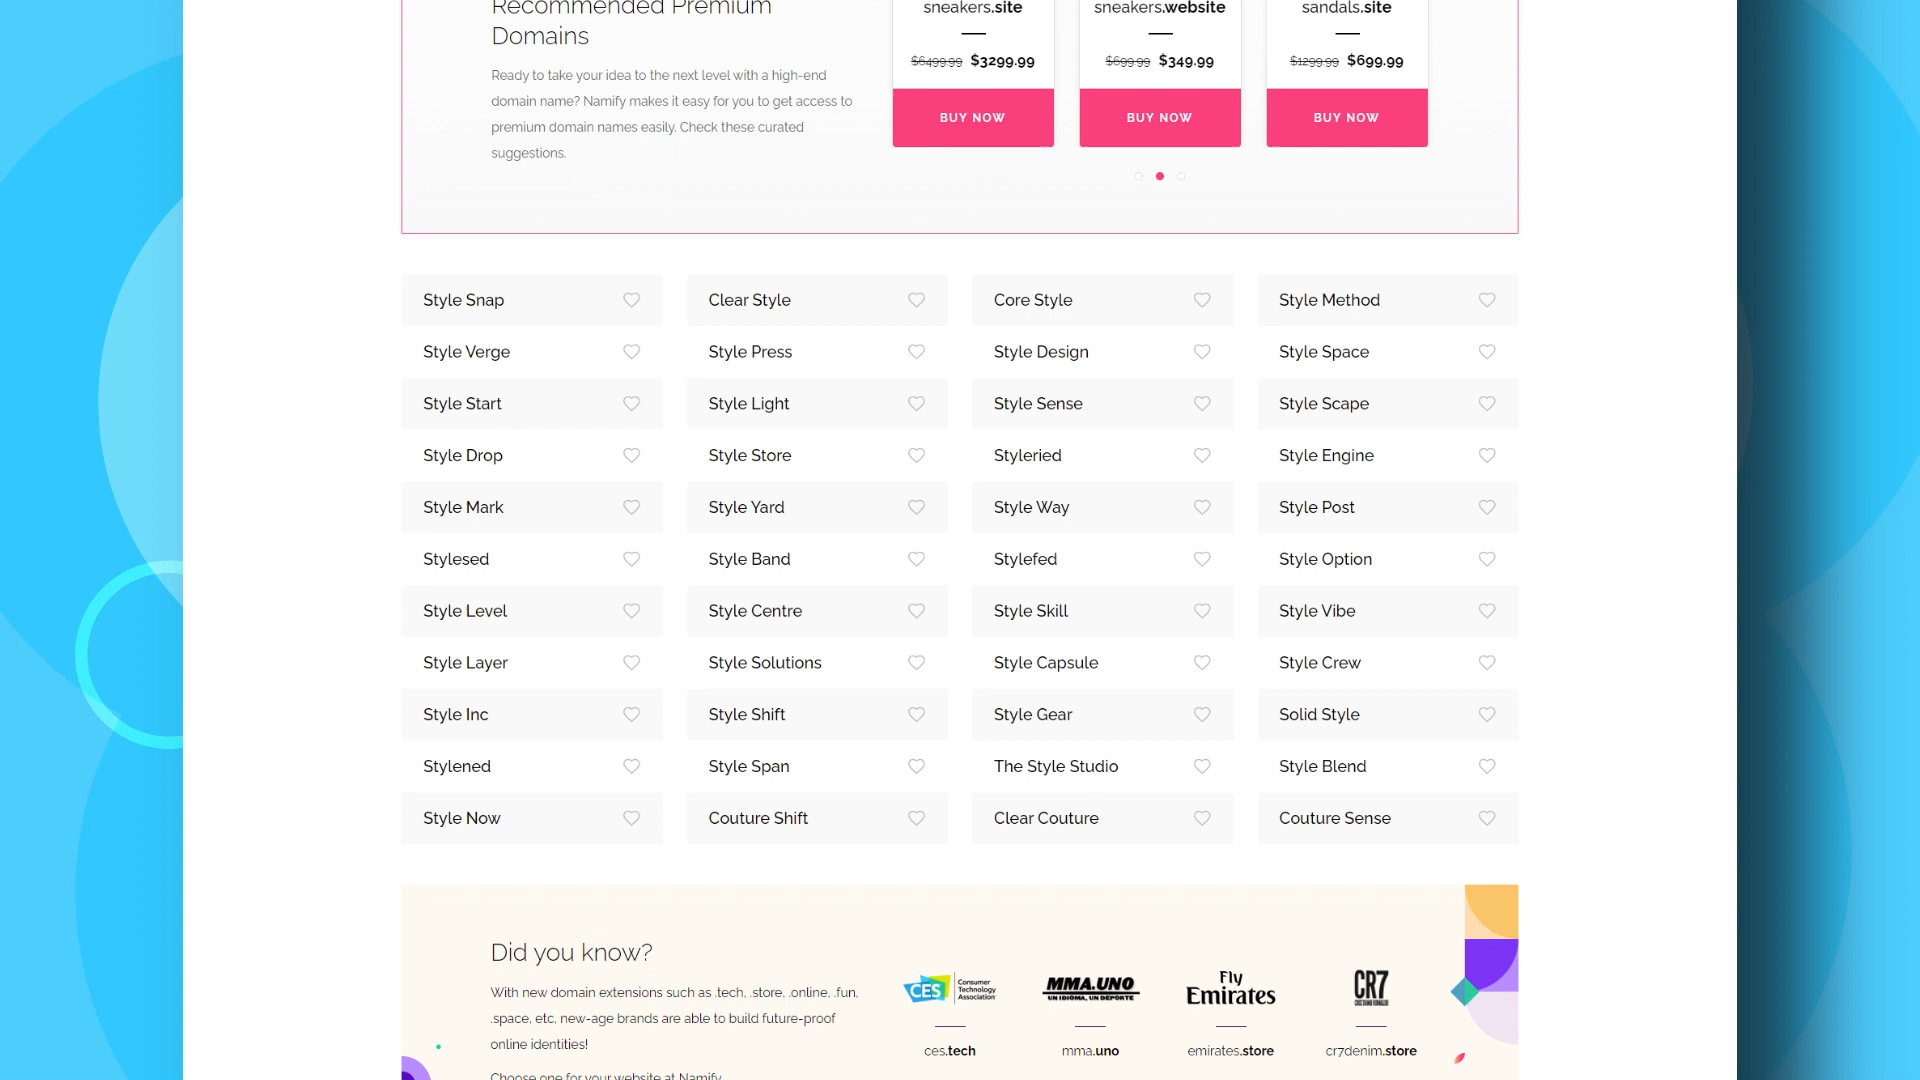 Recommended Premium
Domains
Ready to take your idea to the next level with a high-end
domain name? Namify makes it easy for you to get access to
premium domain names easily. Check these curated
suggestions.
sneakers.site
$6499.99 $3299.99
BUY NOW
sneakers.website
$699.99 $349.99
BUY NOW
sandals.site
$1299.99 $699.99
BUY NOW
Style Snap
Clear Style
Core Style
Style Method
Style Verge
Style Press
Style Design
Style Space
Style Start
Style Light
Style Sense
Style Scape
Style Drop
Style Store
Styleried
Style Engine
Style Mark
Style Yard
Style Way
Style Post
Stylesed
Style Band
Stylefed
Style Option
Style Level
Style Centre
Style Skill
Style Vibe
Style Layer
Style Solutions
Style Capsule
Style Crew
Style Inc
Style Shift
Style Gear
Solid Style
Stylened
Style Span
The Style Studio
Style Blend
Style Now
Couture Shift
Clear Couture
Couture Sense
Did you know?
With new domain extensions such as .tech, .store, .online, .fun,
.space, etc, new-age brands are able to build future-proof
online identities!
Choose one for your website at Namify.
CES Consumer
Technology
Association
ces.tech
MMA.UNO
UN IDIOMA, UN DEPORTE
mma.uno
Fly
Emirates
emirates.store
CR7
CRISTIANO RONALDO
cr7denim.store